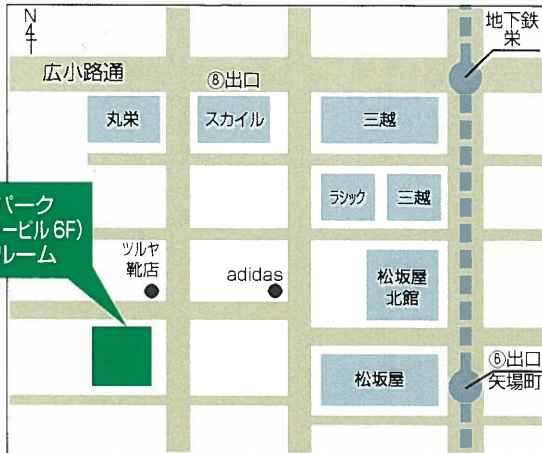 N
4
地下鉄
栄
広小路通
⑧出口
丸栄
スカイル
三越
ラシック
三越
パーク
ービル 6F)
ルーム
ツルヤ
靴店
adidas
松坂屋
北館
松坂屋
⑥出口
矢場町